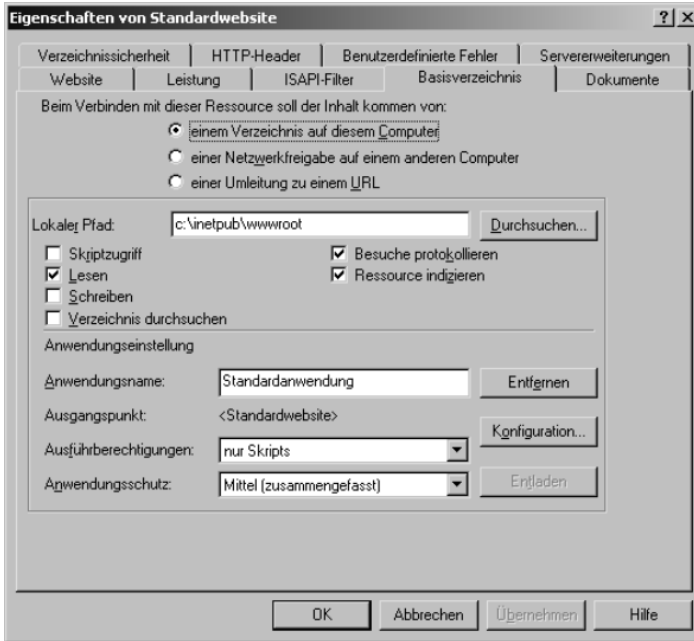 Eigenschaften von Standardwebsite
Verzeichnissicherheit HTTP-Header Benutzerdefinierte Fehler Servererweiterungen
Website Leistung ISAPI-Filter Basisverzeichnis Dokumente
Beim Verbinden mit dieser Ressource soll der Inhalt kommen von:
einem Verzeichnis auf diesem Computer
einer Netzwerkfreigabe auf einem anderen Computer
einer Umleitung zu einem URL
Lokaler Pfad: c:\inetpub\wwwroot Durchsuchen...
Skriptzugriff Besuche protokollieren
Lesen Ressource indizieren
Schreiben
Verzeichnis durchsuchen
Anwendungseinstellung
Anwendungsname: Standardanwendung Entfernen
Ausgangspunkt: <Standardwebsite>
Konfiguration...
Ausführberechtigungen: nur Skripts
Anwendungsschutz: Mittel (zusammengefasst) Entladen
OK Abbrechen Übernehmen Hilfe